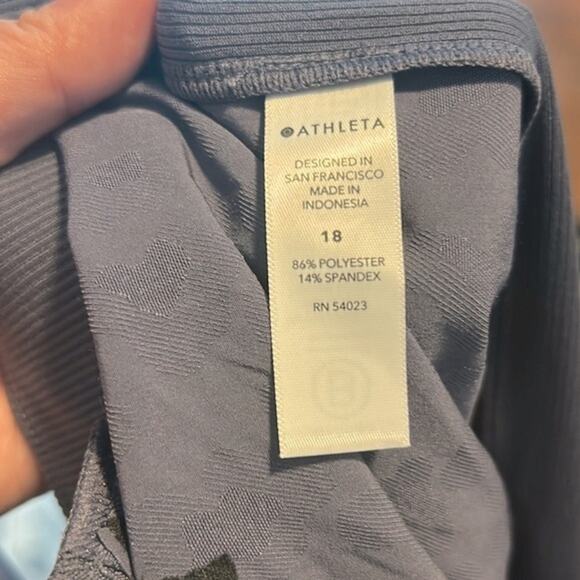 ATHLETA
DESIGNED IN
SAN FRANCISCO
MADE IN
INDONESIA
18
86% POLYESTER
14% SPANDEX
RN 54023
B